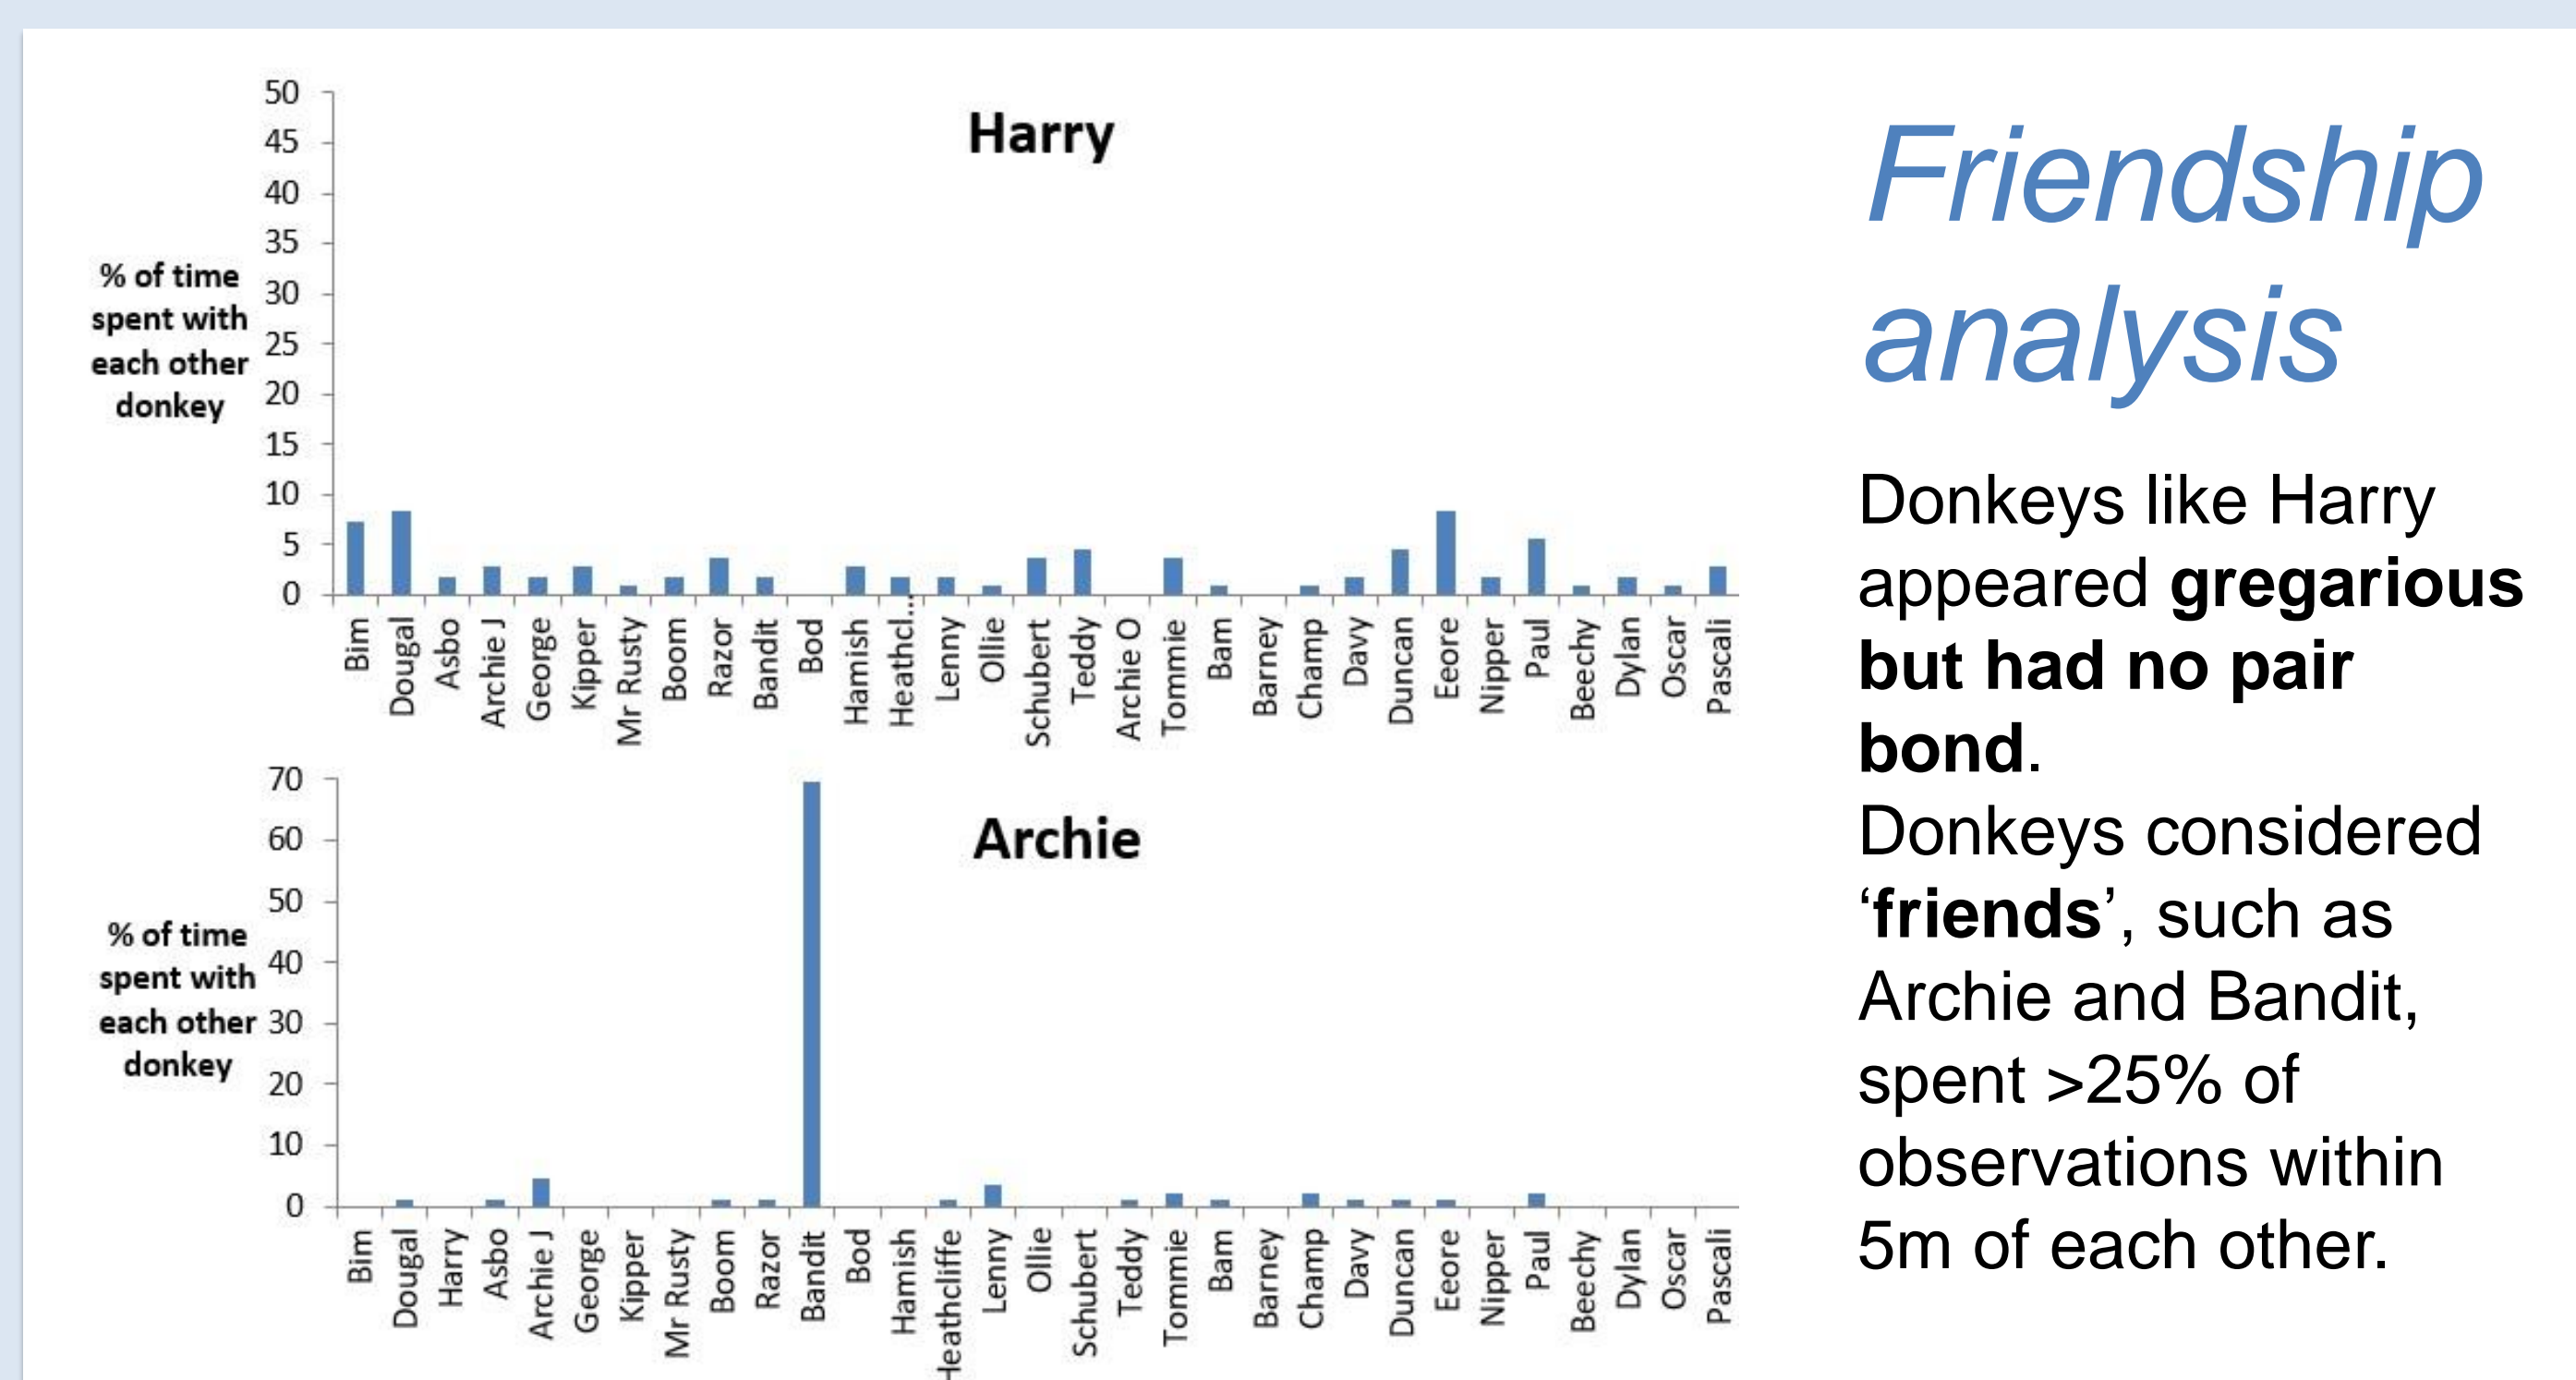 Harry
50
45
40
35
30
25
20
15
10
5
0
% of time
spent with
each other
donkey
Bim
Dougal
Asbo
Archie J
George
Kipper
Mr Rusty
Boom
Razor
Bandit
Bod
Hamish
Heathcl...
Lenny
Ollie
Schubert
Teddy
Archie O
Tommie
Bam
Barney
Champ
Davy
Duncan
Eeore
Nipper
Paul
Beechy
Dylan
Oscar
Pascali
Archie
70
60
50
40
30
20
10
0
% of time
spent with
each other
donkey
Bim
Dougal
Harry
Asbo
Archie J
George
Kipper
Mr Rusty
Boom
Razor
Bandit
Bod
Hamish
Heathcliffe
Lenny
Ollie
Schubert
Teddy
Tommie
Bam
Barney
Champ
Davy
Duncan
Eeore
Nipper
Paul
Beechy
Dylan
Oscar
Pascali
Friendship
analysis
Donkeys like Harry
appeared gregarious
but had no pair
bond.
Donkeys considered
‘friends’, such as
Archie and Bandit,
spent >25% of
observations within
5m of each other.